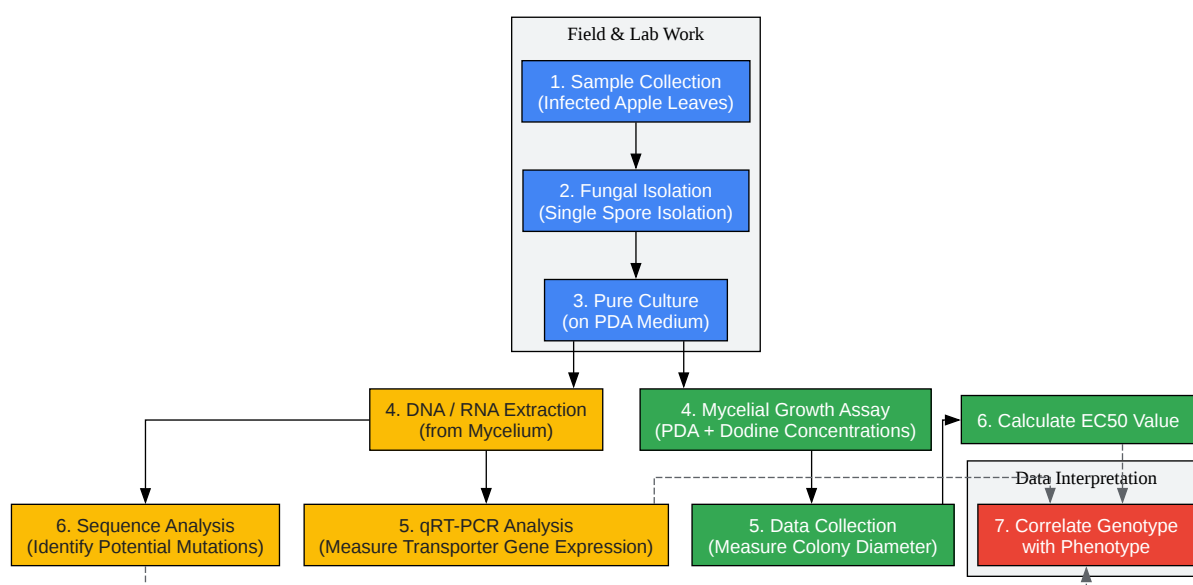 Field & Lab Work
1. Sample Collection
(Infected Apple Leaves)
2. Fungal Isolation
(Single Spore Isolation)
3. Pure Culture
(on PDA Medium)
4. DNA / RNA Extraction
(from Mycelium)
4. Mycelial Growth Assay
(PDA + Dodine Concentrations)
6. Calculate EC50 Value
Data Interpretation
6. Sequence Analysis
(Identify Potential Mutations)
5. qRT-PCR Analysis
(Measure Transporter Gene Expression)
5. Data Collection
(Measure Colony Diameter)
7. Correlate Genotype
with Phenotype